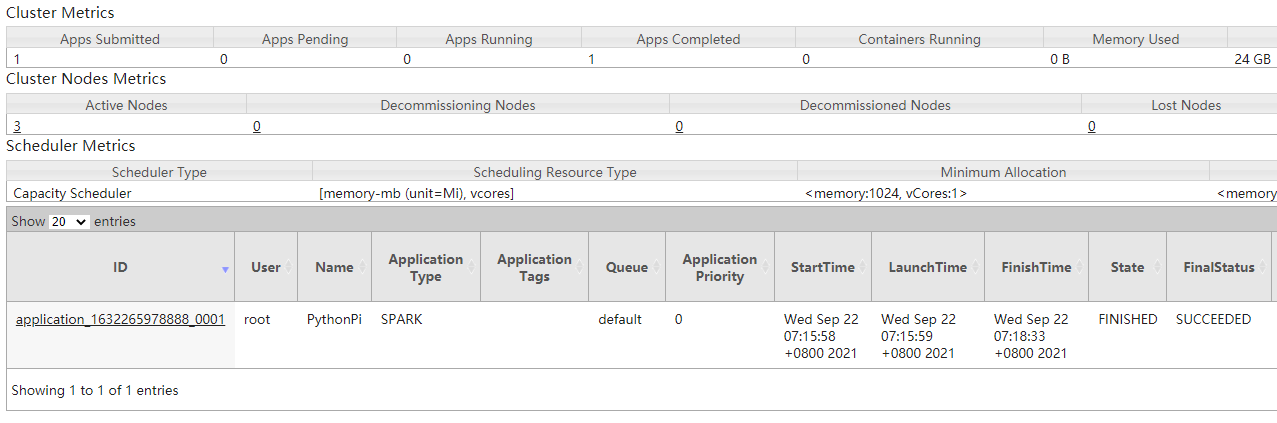 Cluster Metrics
Apps Submitted Apps Pending Apps Running Apps Completed Containers Running Memory Used
1 0 0 1 0 0 B 24 GB
Cluster Nodes Metrics
Active Nodes Decommissioning Nodes Decommissioned Nodes Lost Nodes
3 0 0 0
Scheduler Metrics
Scheduler Type Scheduling Resource Type Minimum Allocation
Capacity Scheduler [memory-mb (unit=Mi), vcores] <memory:1024, vCores:1> <memory
Show 20 entries
ID User Name Application Type Application Tags Queue Application Priority StartTime LaunchTime FinishTime State FinalStatus
application_1632265978888_0001 root PythonPi SPARK default 0 Wed Sep 22 Wed Sep 22 Wed Sep 22 FINISHED SUCCEEDED
07:15:58 07:15:59 07:18:33
+0800 2021 +0800 2021 +0800 2021
Showing 1 to 1 of 1 entries